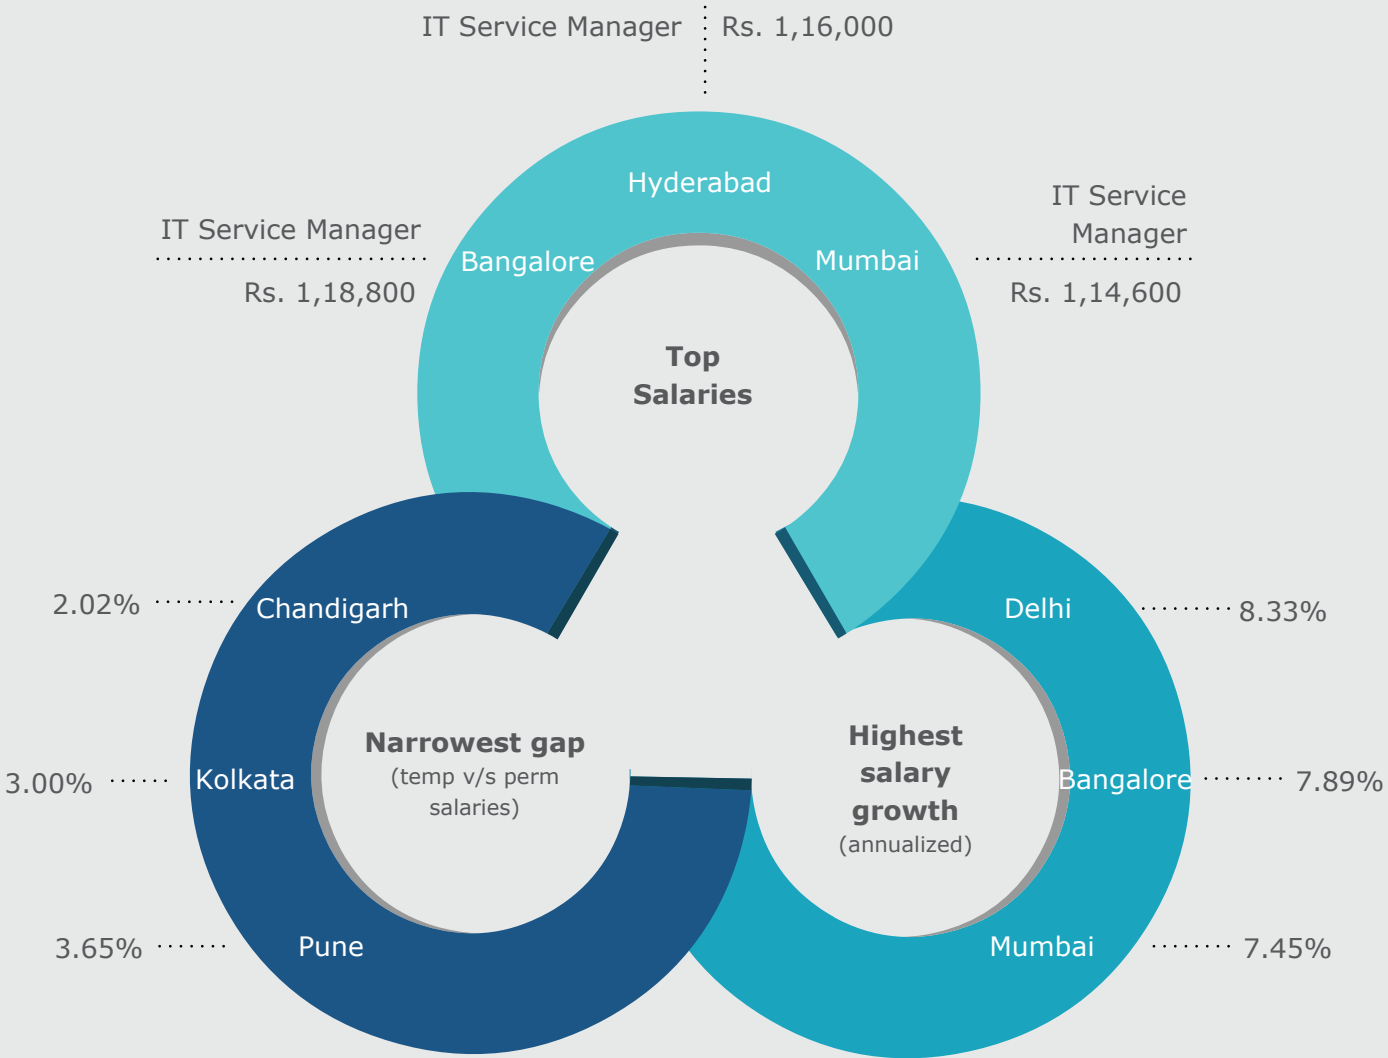 IT Service Manager
Rs. 1,16,000
Hyderabad
IT Service Manager
Rs. 1,18,800
Bangalore
Mumbai
IT Service
Manager
Rs. 1,14,600
Top
Salaries
2.02%
Chandigarh
3.00%
Kolkata
3.65%
Pune
Narrowest gap
(temp v/s perm
salaries)
Highest
salary
growth
(annualized)
Delhi
8.33%
Bangalore
7.89%
Mumbai
7.45%